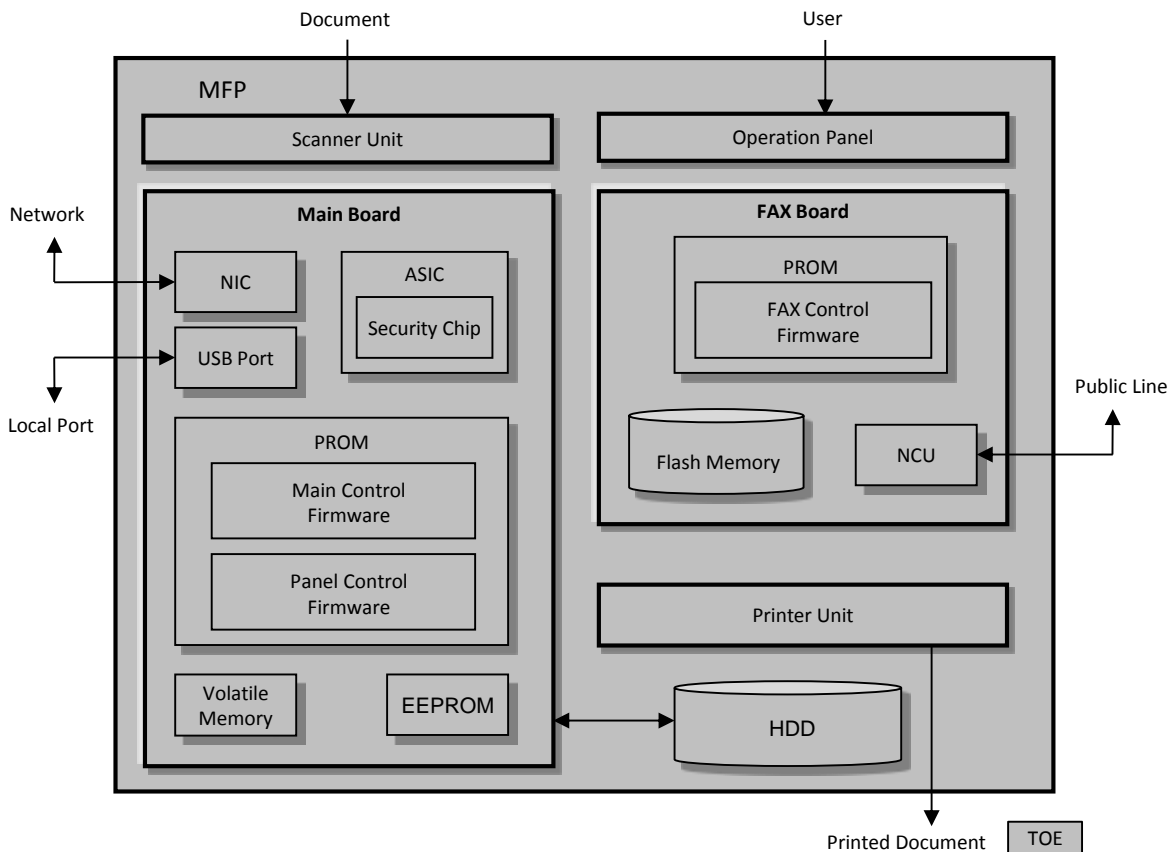 Document
User
MFP
Scanner Unit
Operation Panel
Main Board
FAX Board
Network
NIC
ASIC
Security Chip
PROM
FAX Control
Firmware
USB Port
Local Port
Public Line
PROM
Main Control
Firmware
Panel Control
Firmware
Flash Memory
NCU
Printer Unit
Volatile
Memory
EEPROM
HDD
Printed Document
TOE